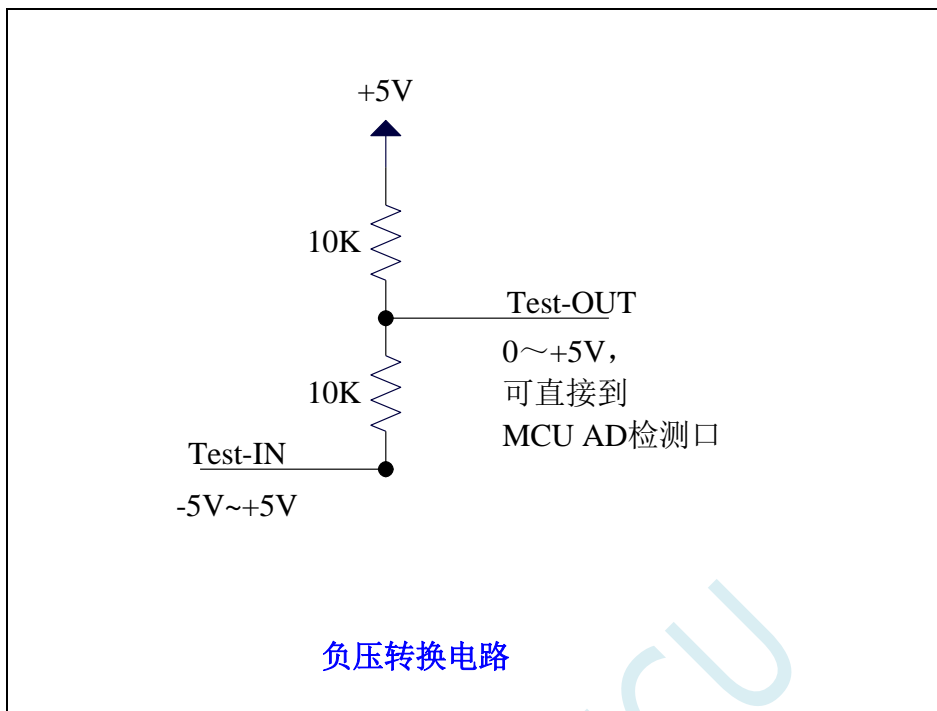 +5V
10K
Test-OUT
0～+5V，
可直接到
MCU AD检测口
10K
Test-IN
-5V~+5V
负压转换电路
CU